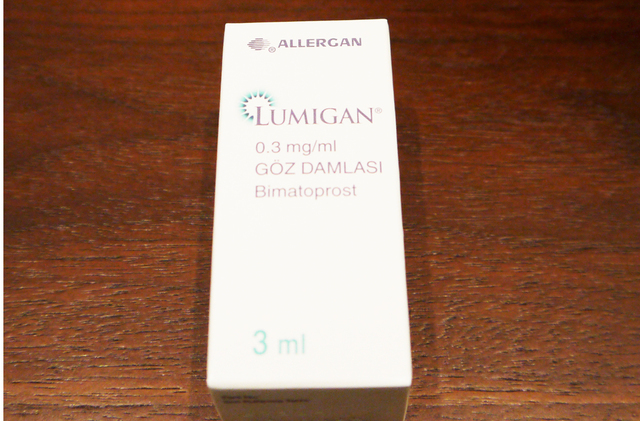 ® ALLERGAN
LUMIGAN®
0.3 mg/ml
GÖZ DAMLASI
Bimatoprost
3 ml